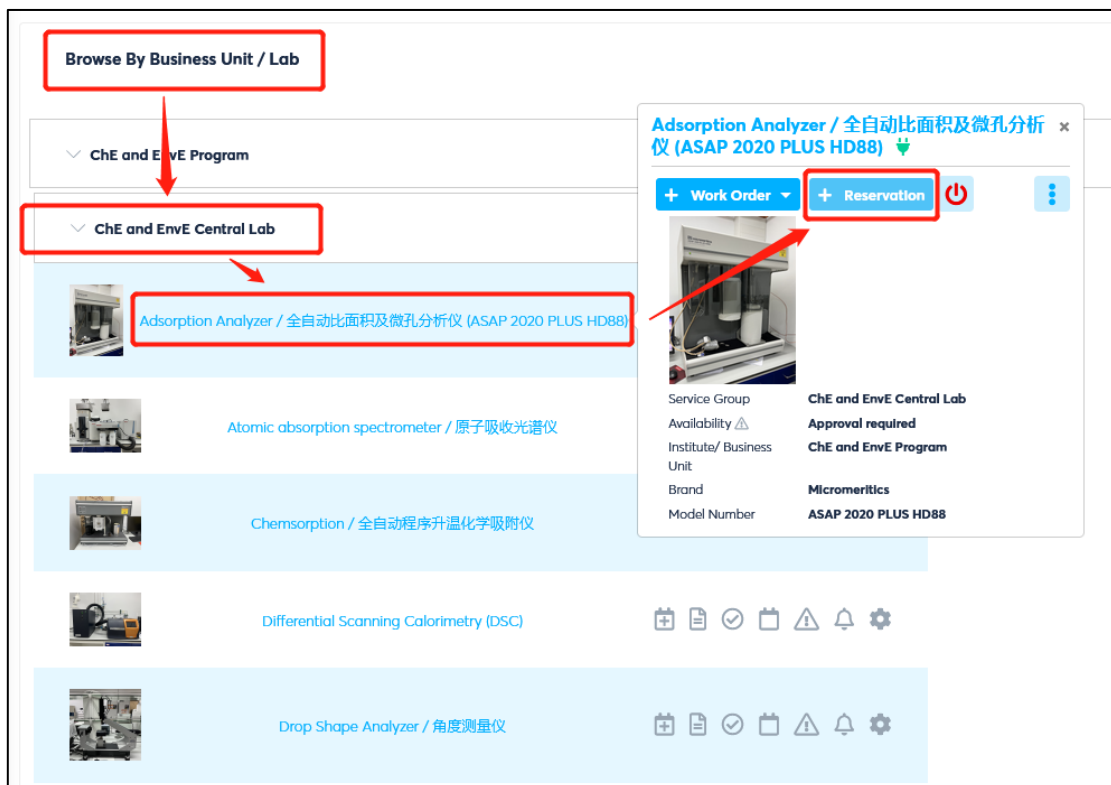 Browse By Business Unit / Lab
ChE and EnvE Program
ChE and EnvE Central Lab
Adsorption Analyzer / 全自动比面积及微孔分析仪 (ASAP 2020 PLUS HD88)
Atomic absorption spectrometer / 原子吸收光谱仪
Chemsorption / 全自动程序升温化学吸附仪
Differential Scanning Calorimetry (DSC)
Drop Shape Analyzer / 角度测量仪
Adsorption Analyzer / 全自动比面积及微孔分析
仪 (ASAP 2020 PLUS HD88)
×
+ Work Order
+ Reservation
Service Group ChE and EnvE Central Lab
Availability Approval required
Institute/ Business ChE and EnvE Program
Unit
Brand Micromeritics
Model Number ASAP 2020 PLUS HD88